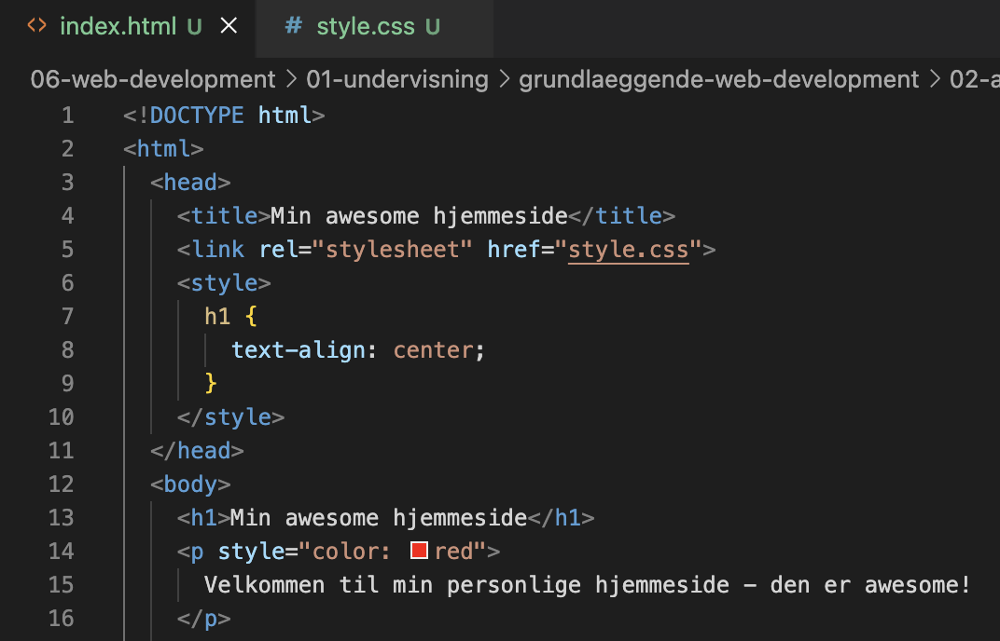 <> index.html U × # style.css U
06-web-development > 01-undervisning > grundlaeggende-web-development > 02-a
1 <!DOCTYPE html>
2 <html>
3 <head>
4 <title>Min awesome hjemmeside</title>
5 <link rel="stylesheet" href="style.css">
6 <style>
7 h1 {
8 text-align: center;
9 }
10 </style>
11 </head>
12 <body>
13 <h1>Min awesome hjemmeside</h1>
14 <p style="color: red">
15 Velkommen til min personlige hjemmeside – den er awesome!
16 </p>